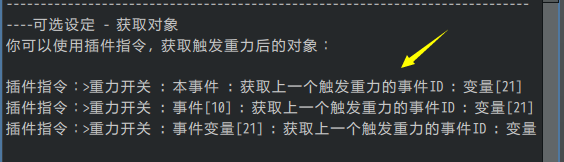 ----可选设定 - 获取对象
你可以使用插件指令，获取触发重力后的对象：
插件指令：>重力开关 : 本事件 : 获取上一个触发重力的事件ID : 变量[21]
插件指令：>重力开关 : 事件[10] : 获取上一个触发重力的事件ID : 变量[21]
插件指令：>重力开关 : 事件变量[21] : 获取上一个触发重力的事件ID : 变量